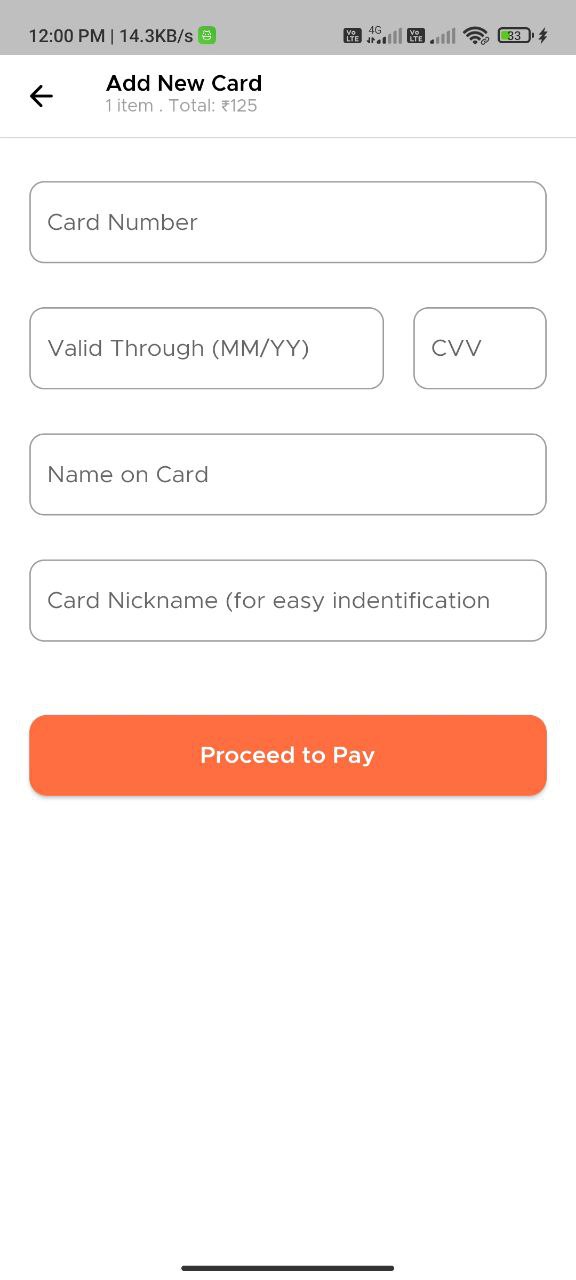 12:00 PM | 14.3KB/s Vo LTE 4G Vo LTE 33
Add New Card
1 item . Total: ₹125
Card Number
Valid Through (MM/YY) CVV
Name on Card
Card Nickname (for easy indentification
Proceed to Pay